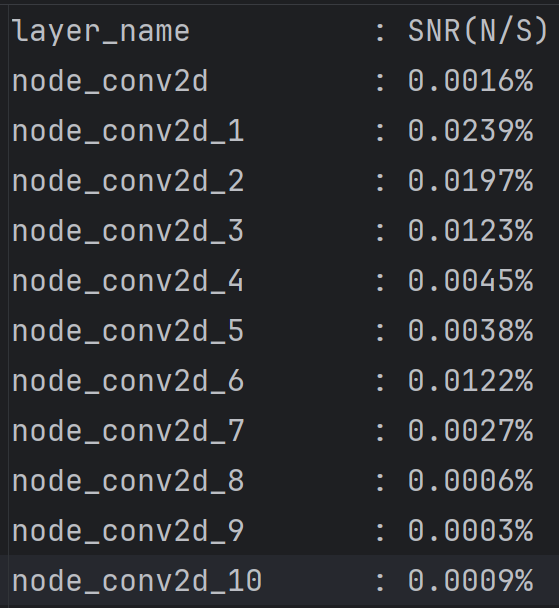 layer_name : SNR(N/S)
node_conv2d : 0.0016%
node_conv2d_1 : 0.0239%
node_conv2d_2 : 0.0197%
node_conv2d_3 : 0.0123%
node_conv2d_4 : 0.0045%
node_conv2d_5 : 0.0038%
node_conv2d_6 : 0.0122%
node_conv2d_7 : 0.0027%
node_conv2d_8 : 0.0006%
node_conv2d_9 : 0.0003%
node_conv2d_10 : 0.0009%